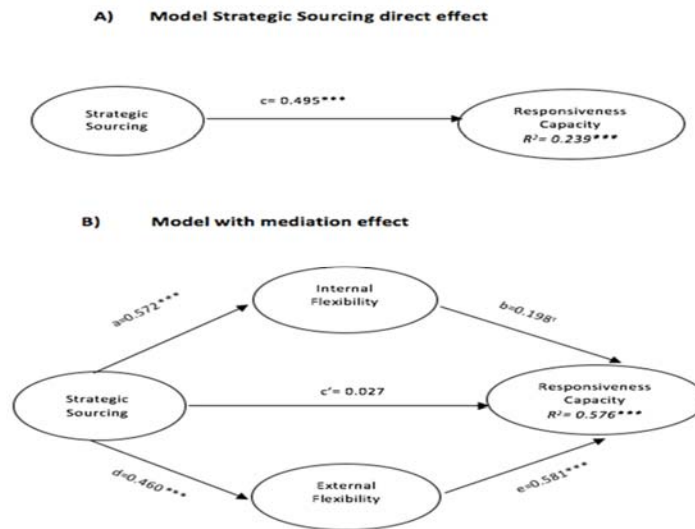 A) Model Strategic Sourcing direct effect
Strategic
Sourcing
c= 0.495***
Responsiveness
Capacity
R²= 0.239***
B) Model with mediation effect
Internal
Flexibility
a=0.572***
b=0.198ᵀ
Strategic
Sourcing
c'= 0.027
Responsiveness
Capacity
R²= 0.576***
d=0.460***
External
Flexibility
e=0.581***